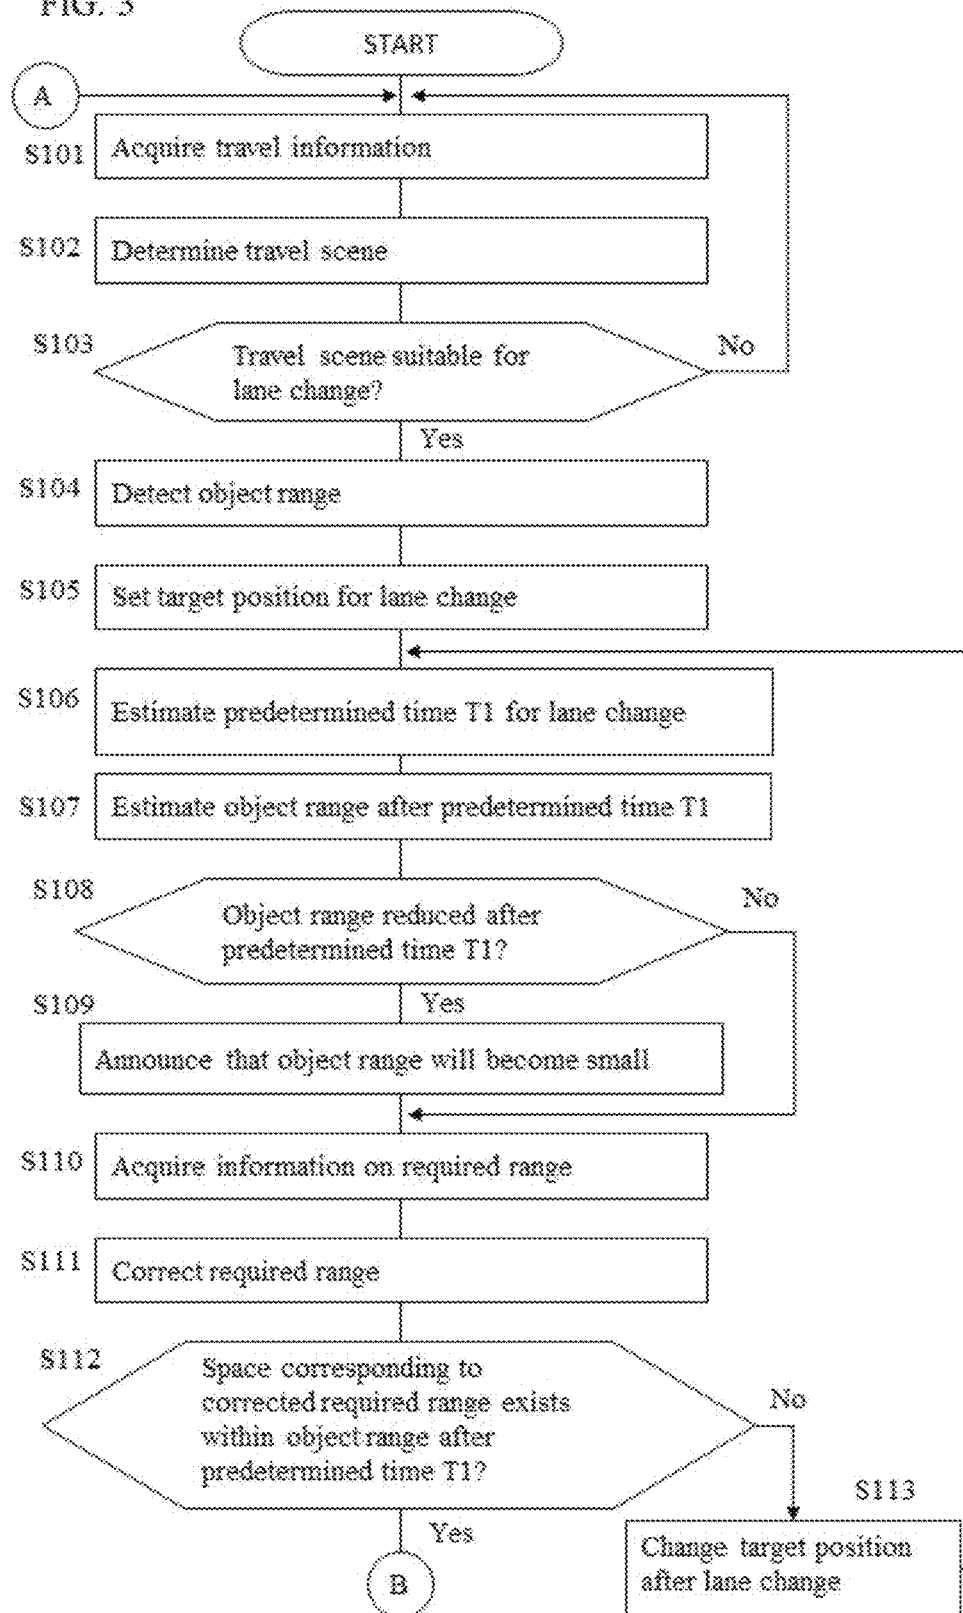 FIG. 3
START
A
S101
Acquire travel information
S102
Determine travel scene
S103
Travel scene suitable for
lane change?
No
Yes
S104
Detect object range
S105
Set target position for lane change
S106
Estimate predetermined time T1 for lane change
S107
Estimate object range after predetermined time T1
S108
Object range reduced after
predetermined time T1?
No
Yes
S109
Announce that object range will become small
S110
Acquire information on required range
S111
Correct required range
S112
Space corresponding to
corrected required range exists
within object range after
predetermined time T1?
No
Yes
S113
Change target position
after lane change
B